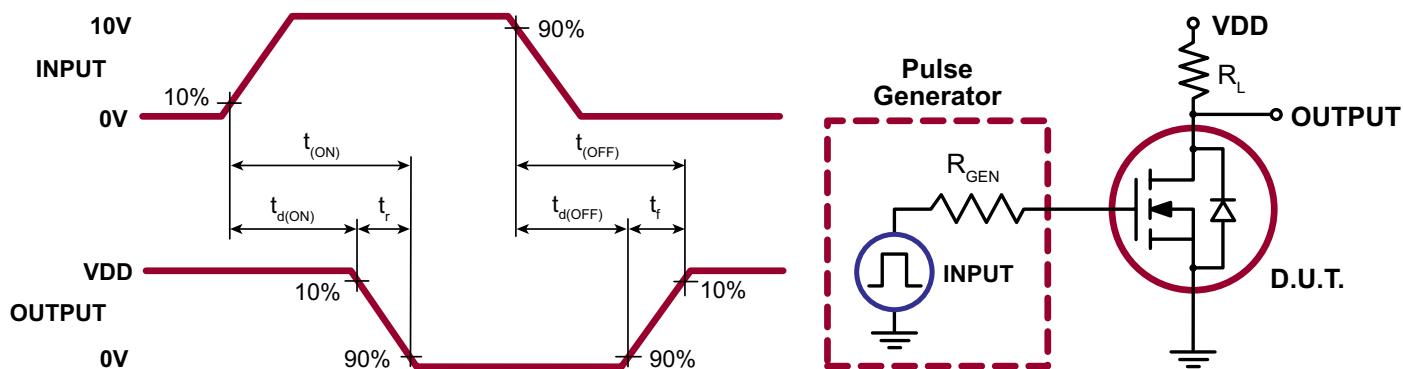 10V
INPUT
0V
10%
90%
t(ON)
t(OFF)
td(ON)
tr
td(OFF)
tf
VDD
OUTPUT
0V
10%
90%
90%
10%
Pulse
Generator
RGEN
INPUT
VDD
RL
OUTPUT
D.U.T.